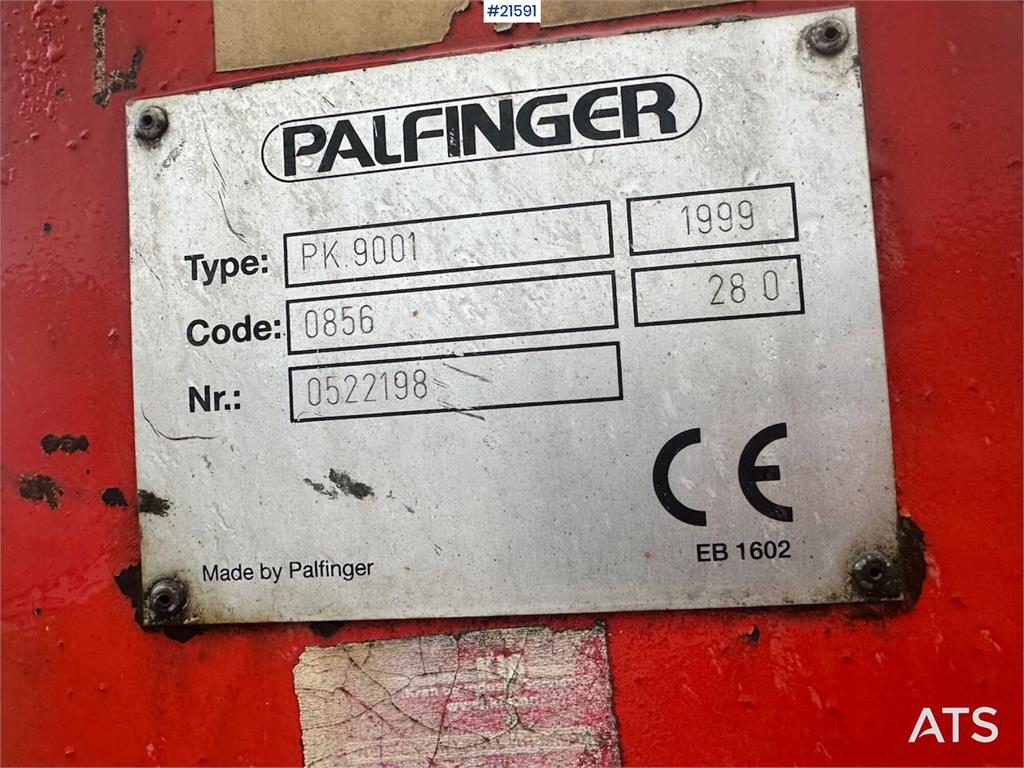 #21591
PALFINGER
Type: PK 9001 1999
Code: 0856 28 0
Nr.: 0522198
CE
EB 1602
Made by Palfinger
ATS